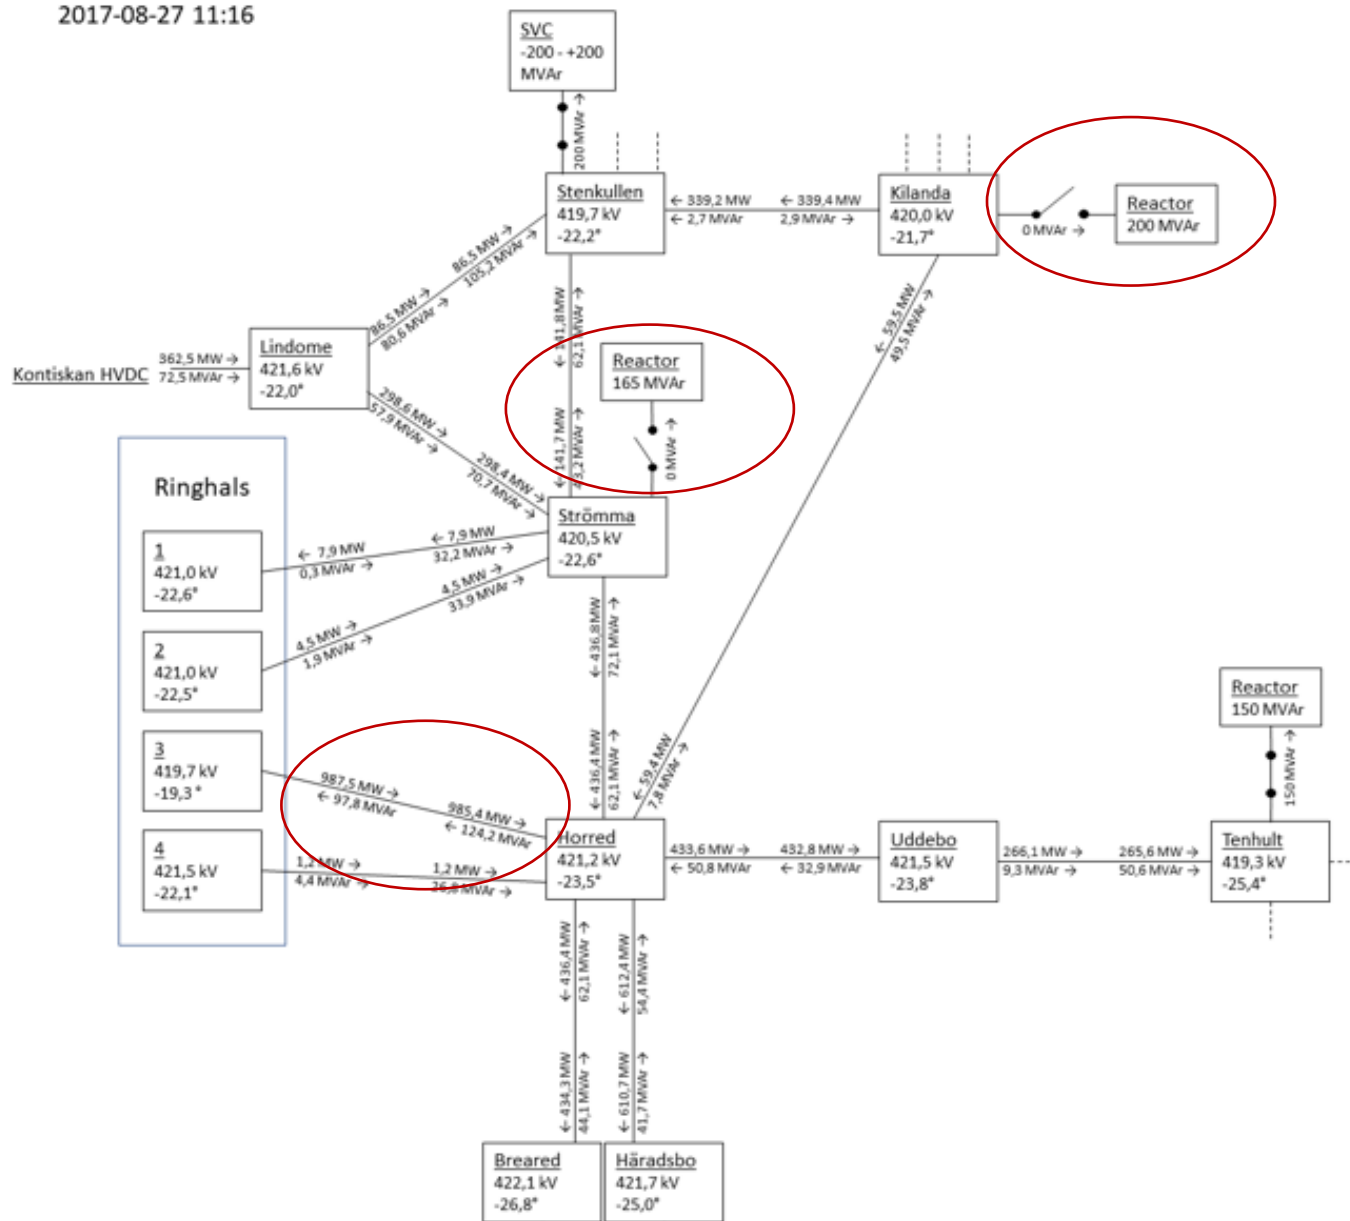 2017-08-27 11:16
SVC
-200 - +200
MVAr
200 MVAr →
Stenkullen
419,7 kV
-22,2°
← 339,2 MW
← 2,7 MVAr
← 339,4 MW
2,9 MVAr →
Kilanda
420,0 kV
-21,7°
0 MVAr →
Reactor
200 MVAr
86,5 MW →
105,2 MVAr →
86,5 MW →
80,6 MVAr →
← 141,8MW
62,1 MVAr →
← 59,5 MW
49,5 MVAr →
Lindome
421,6 kV
-22,0°
Kontiskan HVDC
362,5 MW →
72,5 MVAr →
Reactor
165 MVAr
0 MVAr →
← 141,7 MW
3,2 MVAr →
298,6 MW →
57,9 MVAr →
298,4 MW →
70,7 MVAr →
Ringhals
Strömma
420,5 kV
-22,6°
1
421,0 kV
-22,6°
← 7,9 MW
0,3 MVAr →
← 7,9 MW
32,2 MVAr →
2
421,0 kV
-22,5°
4,5 MW →
1,9 MVAr →
4,5 MW →
33,9 MVAr →
← 436,8 MW
72,1 MVAr →
← 436,4 MW
62,1 MVAr →
← 59,4 MW
7,8 MVAr →
3
419,7 kV
-19,3 °
987,5 MW →
← 97,8 MVAr
985,4 MW →
← 124,2 MVAr
4
421,5 kV
-22,1°
1,2 MW →
4,4 MVAr →
1,2 MW →
26,8 MVAr →
Horred
421,2 kV
-23,5°
433,6 MW →
← 50,8 MVAr
432,8 MW →
← 32,9 MVAr
Uddebo
421,5 kV
-23,8°
266,1 MW →
9,3 MVAr →
265,6 MW →
50,6 MVAr →
Reactor
150 MVAr
150 MVAr →
Tenhult
419,3 kV
-25,4°
← 436,4 MW
62,1 MVAr →
← 612,4 MW
54,4 MVAr →
← 434,3 MW
44,1 MVAr →
← 610,7 MW
41,7 MVAr →
Breared
422,1 kV
-26,8°
Häradsbo
421,7 kV
-25,0°